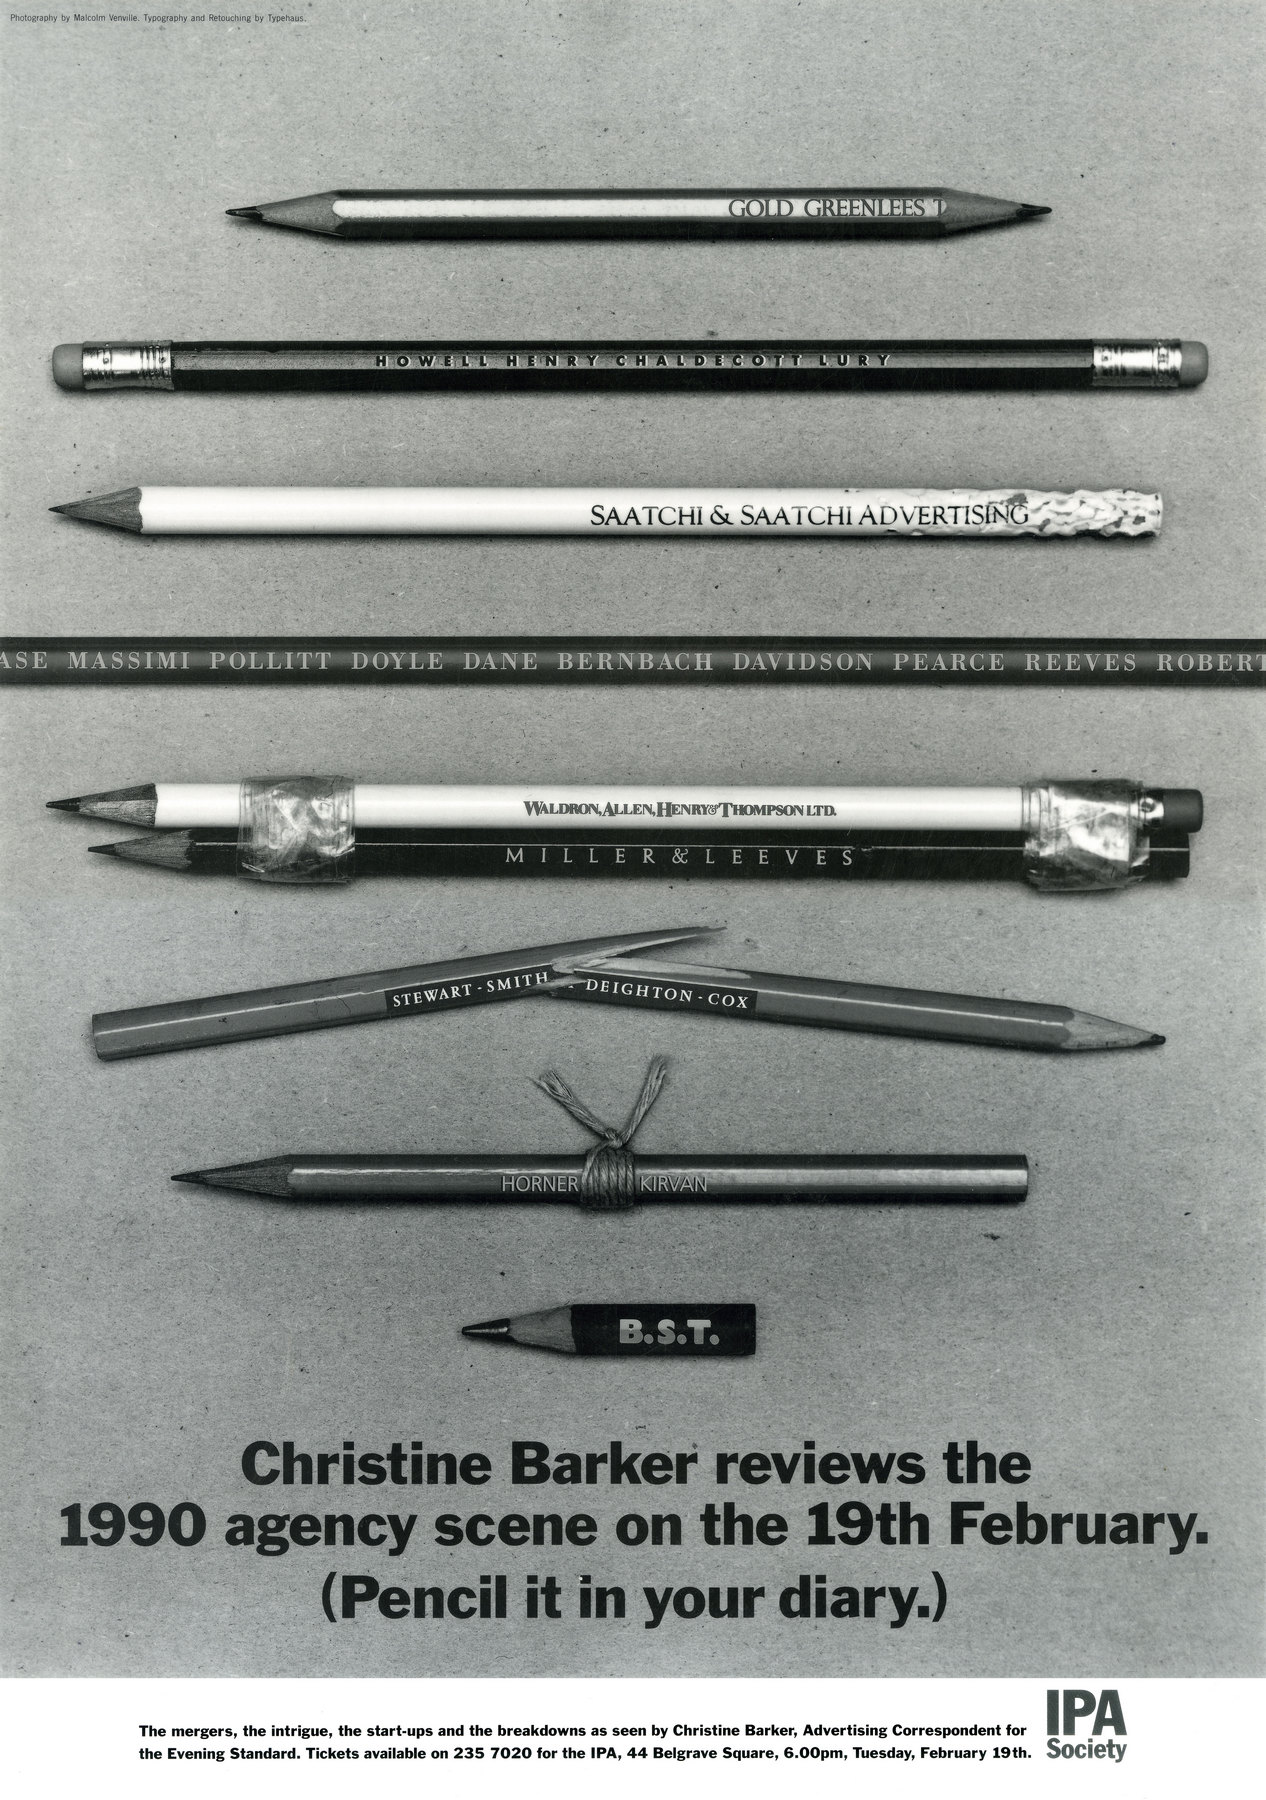 Photography by Malcolm Venville. Typography and Retouching by Typehaus.
GOLD GREENLEES T
HOWELL HENRY CHALDECOTT LURY
SAATCHI & SAATCHI ADVERTISING
ASE MASSIMI POLLITT DOYLE DANE BERNBACH DAVIDSON PEARCE REEVES ROBERT
WALDRON, ALLEN, HENRY & THOMPSON LTD.
MILLER & LEEVES
STEWART-SMITH DEIGHTON-COX
HORNER KIRVAN
B.S.T.
Christine Barker reviews the
1990 agency scene on the 19th February.
(Pencil it in your diary.)
The mergers, the intrigue, the start-ups and the breakdowns as seen by Christine Barker, Advertising Correspondent for
the Evening Standard. Tickets available on 235 7020 for the IPA, 44 Belgrave Square, 6.00pm, Tuesday, February 19th.
IPA
Society